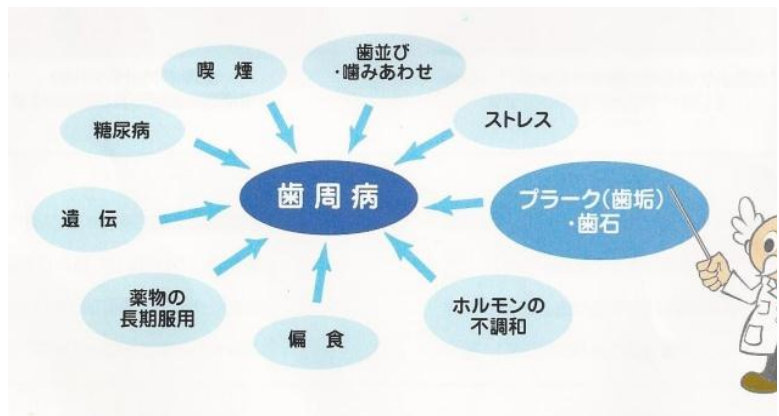 歯並び
・噛みあわせ
喫 煙
ストレス
糖尿病
歯 周 病
プラーク(歯垢)
・歯石
遺 伝
薬物の
長期服用
偏 食
ホルモンの
不調和